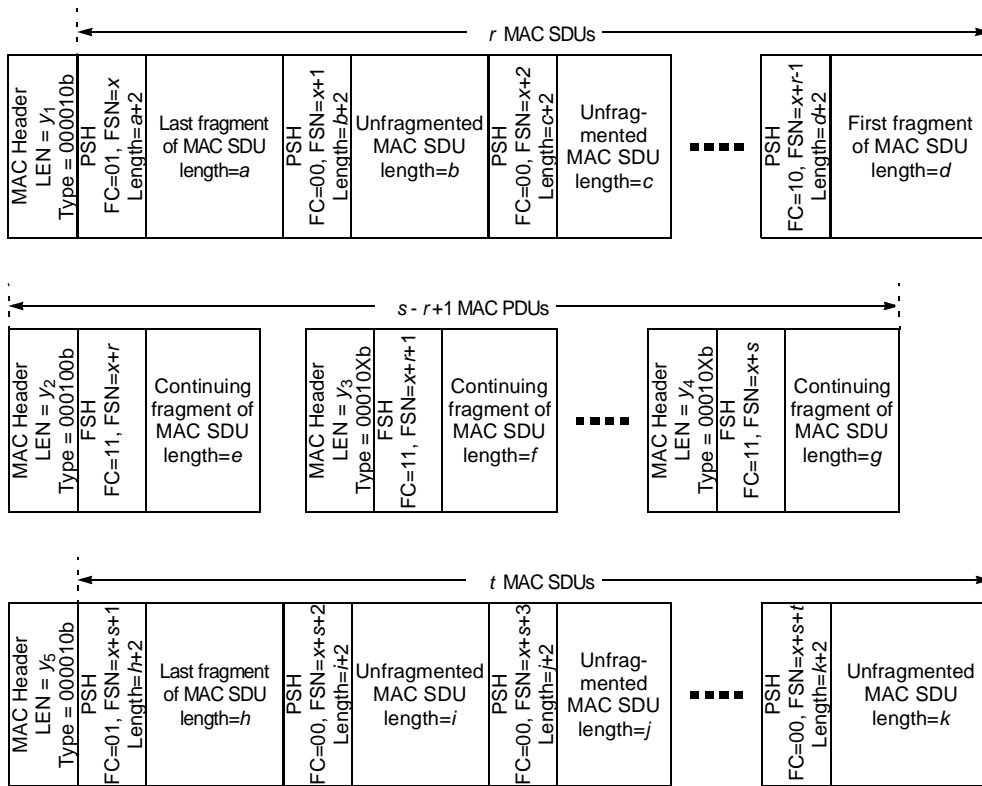 r MAC SDUs
MAC Header
LEN = y1
Type = 000010b
PSH
FC=01, FSN=x
Length=a+2
Last fragment
of MAC SDU
length=a
PSH
FC=00, FSN=x+1
Length=b+2
Unfragmented
MAC SDU
length=b
PSH
FC=00, FSN=x+2
Length=c+2
Unfrag-
mented
MAC SDU
length=c
PSH
FC=10, FSN=x+r-1
Length=d+2
First fragment
of MAC SDU
length=d
s - r+1 MAC PDUs
MAC Header
LEN = y2
Type = 000100b
FSH
FC=11, FSN=x+r
Continuing
fragment of
MAC SDU
length=e
MAC Header
LEN = y3
Type = 00010Xb
FSH
FC=11, FSN=x+r+1
Continuing
fragment of
MAC SDU
length=f
MAC Header
LEN = y4
Type = 00010Xb
FSH
FC=11, FSN=x+s
Continuing
fragment of
MAC SDU
length=g
t MAC SDUs
MAC Header
LEN = y5
Type = 000010b
PSH
FC=01, FSN=x+s+1
Length=h+2
Last fragment
of MAC SDU
length=h
PSH
FC=00, FSN=x+s+2
Length=i+2
Unfragmented
MAC SDU
length=i
PSH
FC=00, FSN=x+s+3
Length=j+2
Unfrag-
mented
MAC SDU
length=j
PSH
FC=00, FSN=x+s+t
Length=k+2
Unfragmented
MAC SDU
length=k